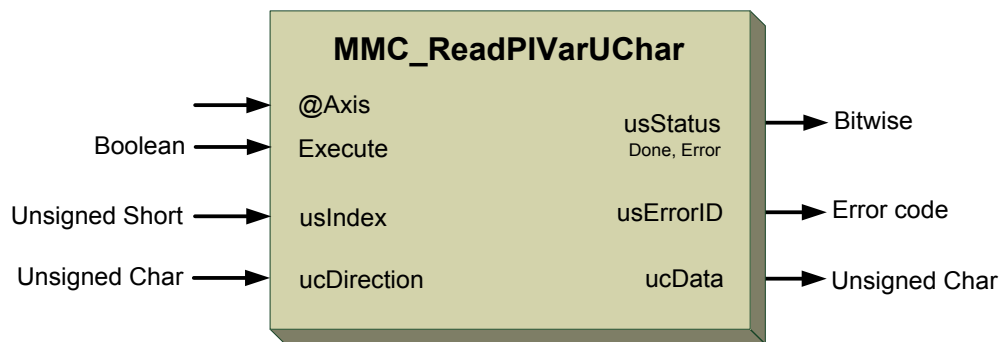 MMC_ReadPIVarUChar
@Axis
Boolean
Execute
usStatus
Done, Error
Bitwise
Unsigned Short
usIndex
usErrorID
Error code
Unsigned Char
ucDirection
ucData
Unsigned Char